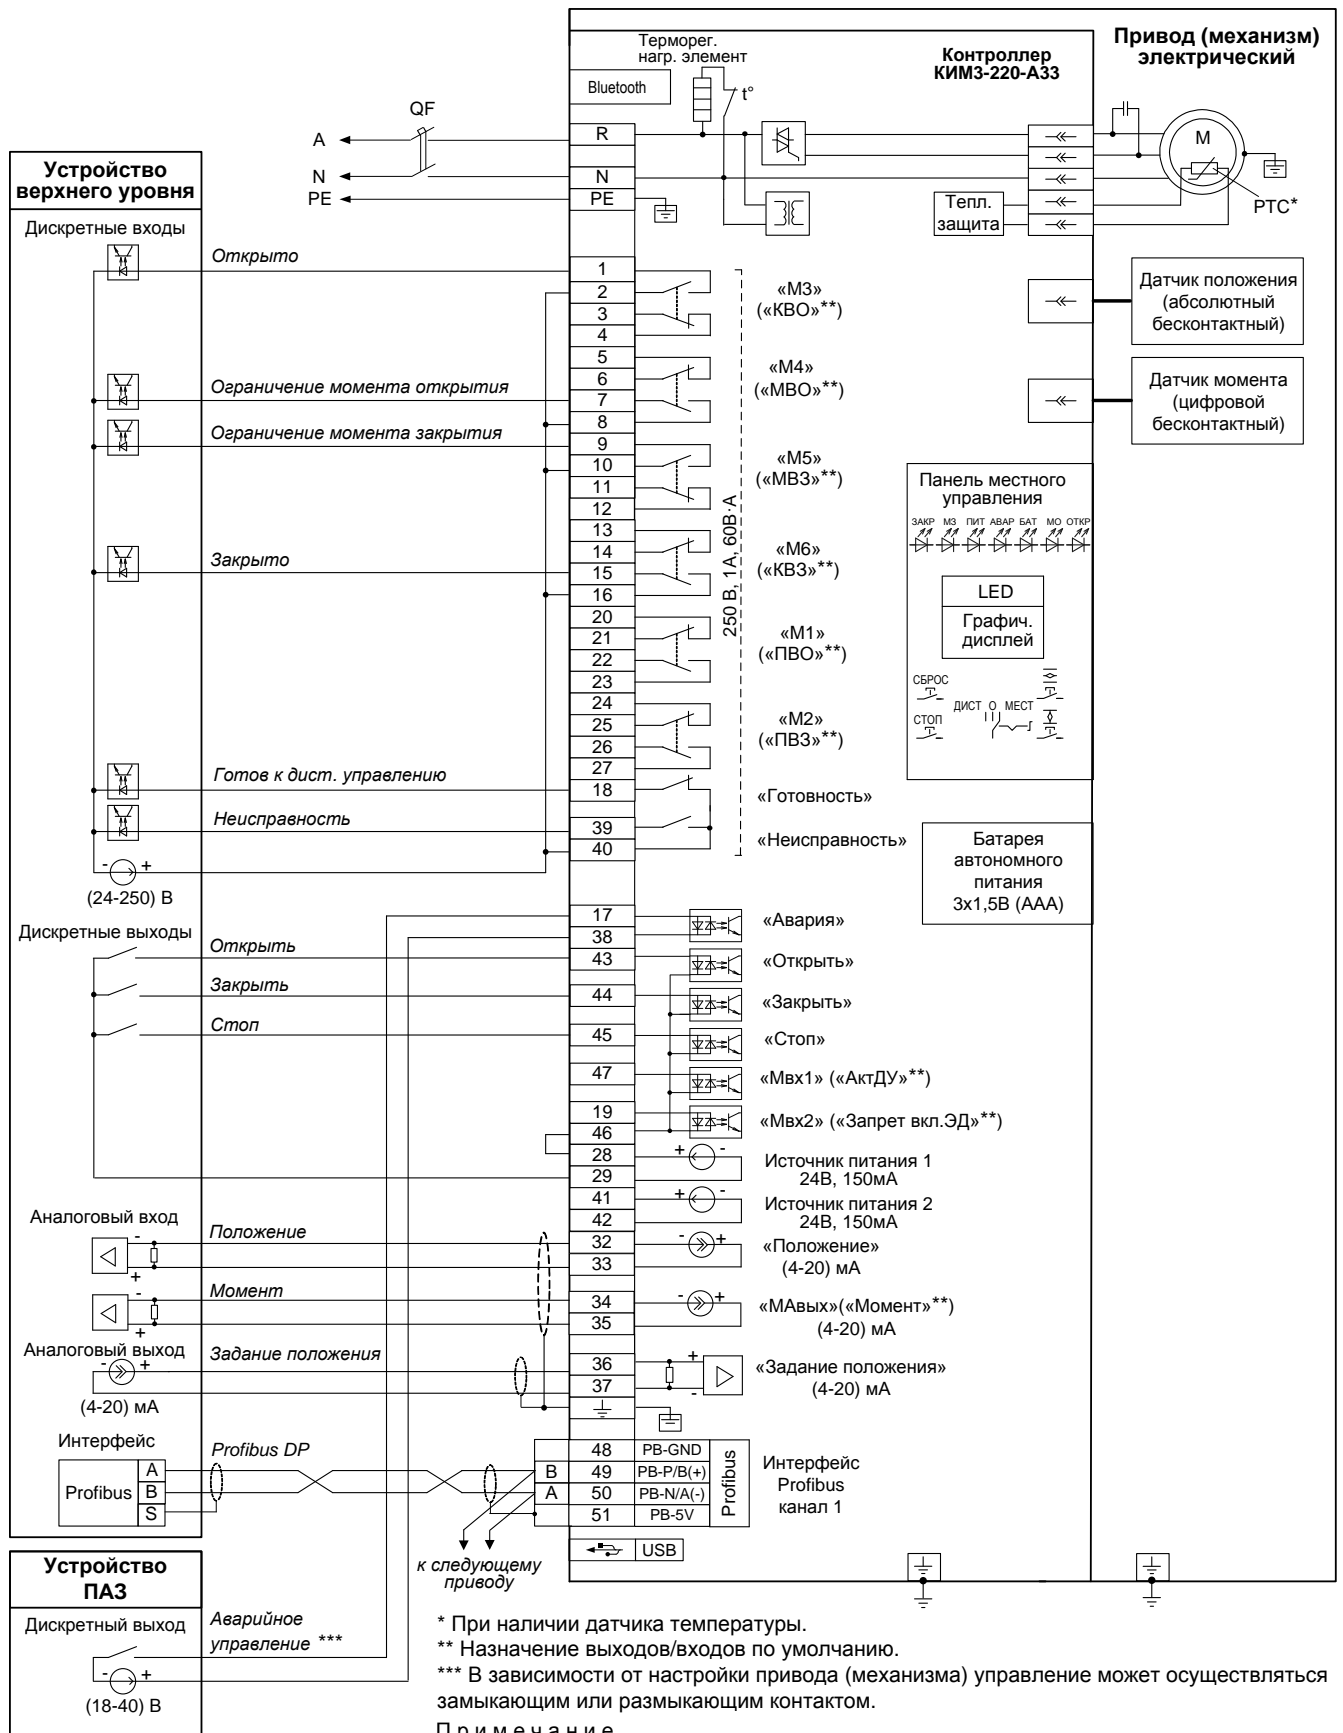 Терморег.
нагр. элемент
Контроллер
КИМ3-220-А33
Привод (механизм)
электрический
Bluetooth
t°
QF
A
R
M
N
N
PE
PE
Тепл.
защита
PTC*
Устройство
верхнего уровня
Дискретные входы
Открыто
1
2
3
4
«М3»
(«КВО»**)
Датчик положения
(абсолютный
бесконтактный)
5
6
7
8
«М4»
(«МВО»**)
Ограничение момента открытия
Датчик момента
(цифровой
бесконтактный)
Ограничение момента закрытия
9
10
11
12
«М5»
(«МВЗ»**)
Панель местного
управления
ЗАКР МЗ ПИТ АВАР БАТ МО ОТКР
250 В, 1А, 60В·А
13
14
15
16
«М6»
(«КВЗ»**)
Закрыто
LED
Графич.
дисплей
20
21
22
23
«М1»
(«ПВО»**)
СБРОС
СТОП
ДИСТ О МЕСТ
24
25
26
27
«М2»
(«ПВЗ»**)
Готов к дист. управлению
18
«Готовность»
Неисправность
39
40
«Неисправность»
Батарея
автономного
питания
3х1,5В (ААА)
- +
(24-250) В
Дискретные выходы
17
38
«Авария»
Открыть
43
«Открыть»
Закрыть
44
«Закрыть»
Стоп
45
«Стоп»
47
«Мвх1» («АктДУ»**)
19
46
«Мвх2» («Запрет вкл.ЭД»**)
28
29
+ -
Источник питания 1
24В, 150мА
41
42
+ -
Источник питания 2
24В, 150мА
Аналоговый вход
- +
Положение
32
33
- +
«Положение»
(4-20) мА
- +
Момент
34
35
- +
«МАвых»(«Момент»**)
(4-20) мА
Аналоговый выход
- +
(4-20) мА
Задание положения
36
37
+ -
«Задание положения»
(4-20) мА
Интерфейс
Profibus
A
B
S
Profibus DP
B
A
48 PB-GND
49 PB-P/B(+)
50 PB-N/A(-)
51 PB-5V
Profibus
Интерфейс
Profibus
канал 1
USB
к следующему
приводу
Устройство
ПАЗ
Дискретный выход
- +
(18-40) В
Аварийное
управление ***
* При наличии датчика температуры.
** Назначение выходов/входов по умолчанию.
*** В зависимости от настройки привода (механизма) управление может осуществляться
замыкающим или размыкающим контактом.
П р и м е ч а н и е